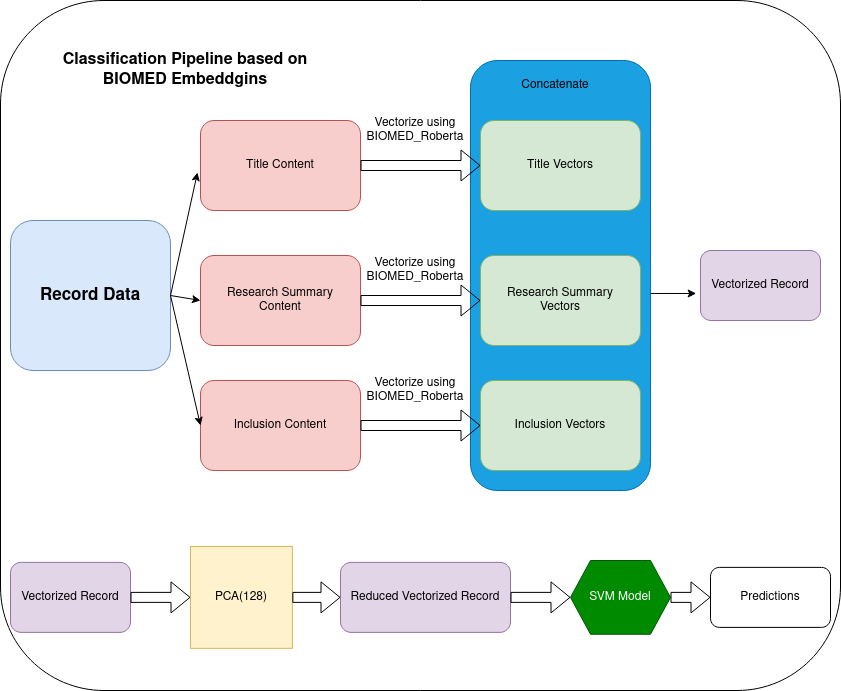 Classification Pipeline based on
BIOMED Embeddgins
Concatenate
Vectorize using
BIOMED_Roberta
Title Content
Title Vectors
Record Data
Vectorize using
BIOMED_Roberta
Research Summary
Content
Research Summary
Vectors
Vectorized Record
Vectorize using
BIOMED_Roberta
Inclusion Content
Inclusion Vectors
Vectorized Record
PCA(128)
Reduced Vectorized Record
SVM Model
Predictions